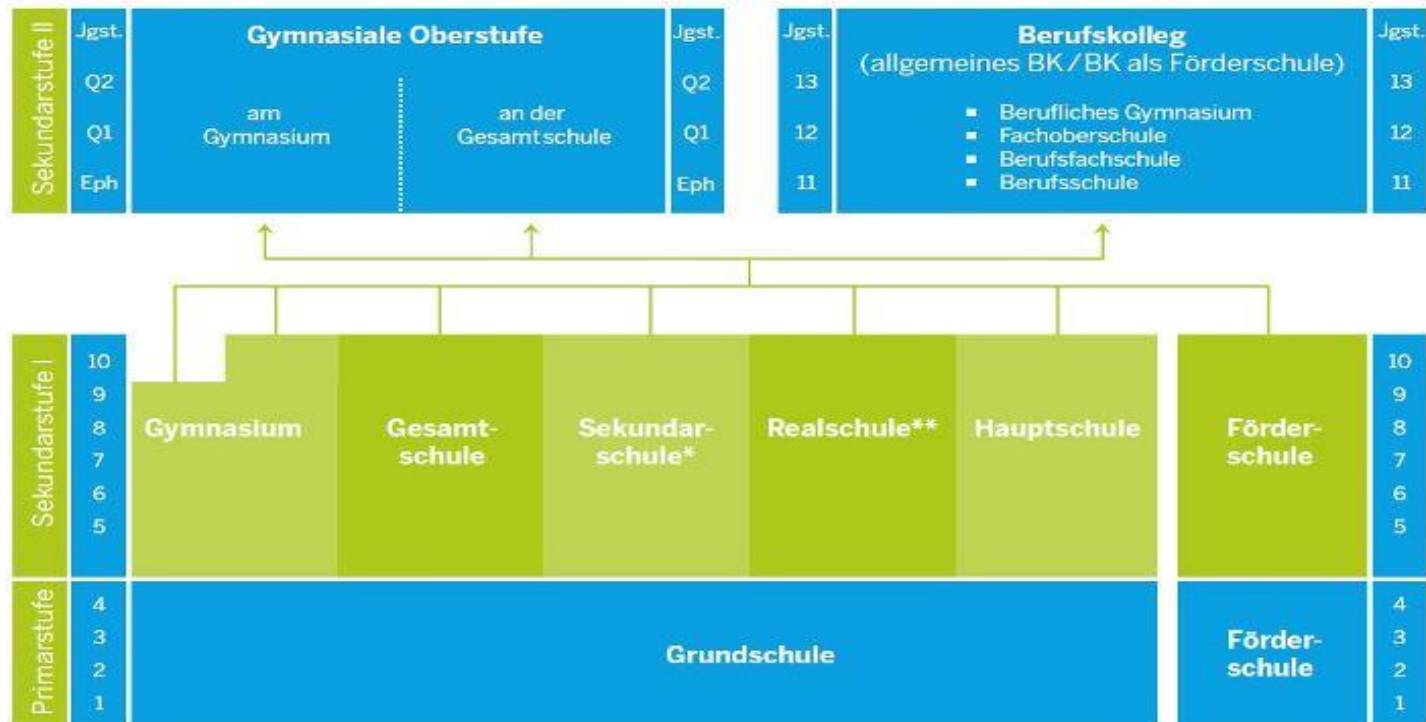 Sekundarstufe II
Jgst.
Q2
Q1
Eph
Gymnasiale Oberstufe
am
Gymnasium
an der
Gesamtschule
Jgst.
Q2
Q1
Eph
Jgst.
13
12
11
Berufskolleg
(allgemeines BK/BK als Förderschule)
▪ Berufliches Gymnasium
▪ Fachoberschule
▪ Berufsfachschule
▪ Berufsschule
Jgst.
13
12
11
Sekundarstufe I
10
9
8
7
6
5
Gymnasium
Gesamt-
schule
Sekundar-
schule*
Realschule**
Hauptschule
Förder-
schule
10
9
8
7
6
5
Primarstufe
4
3
2
1
Grundschule
Förder-
schule
4
3
2
1